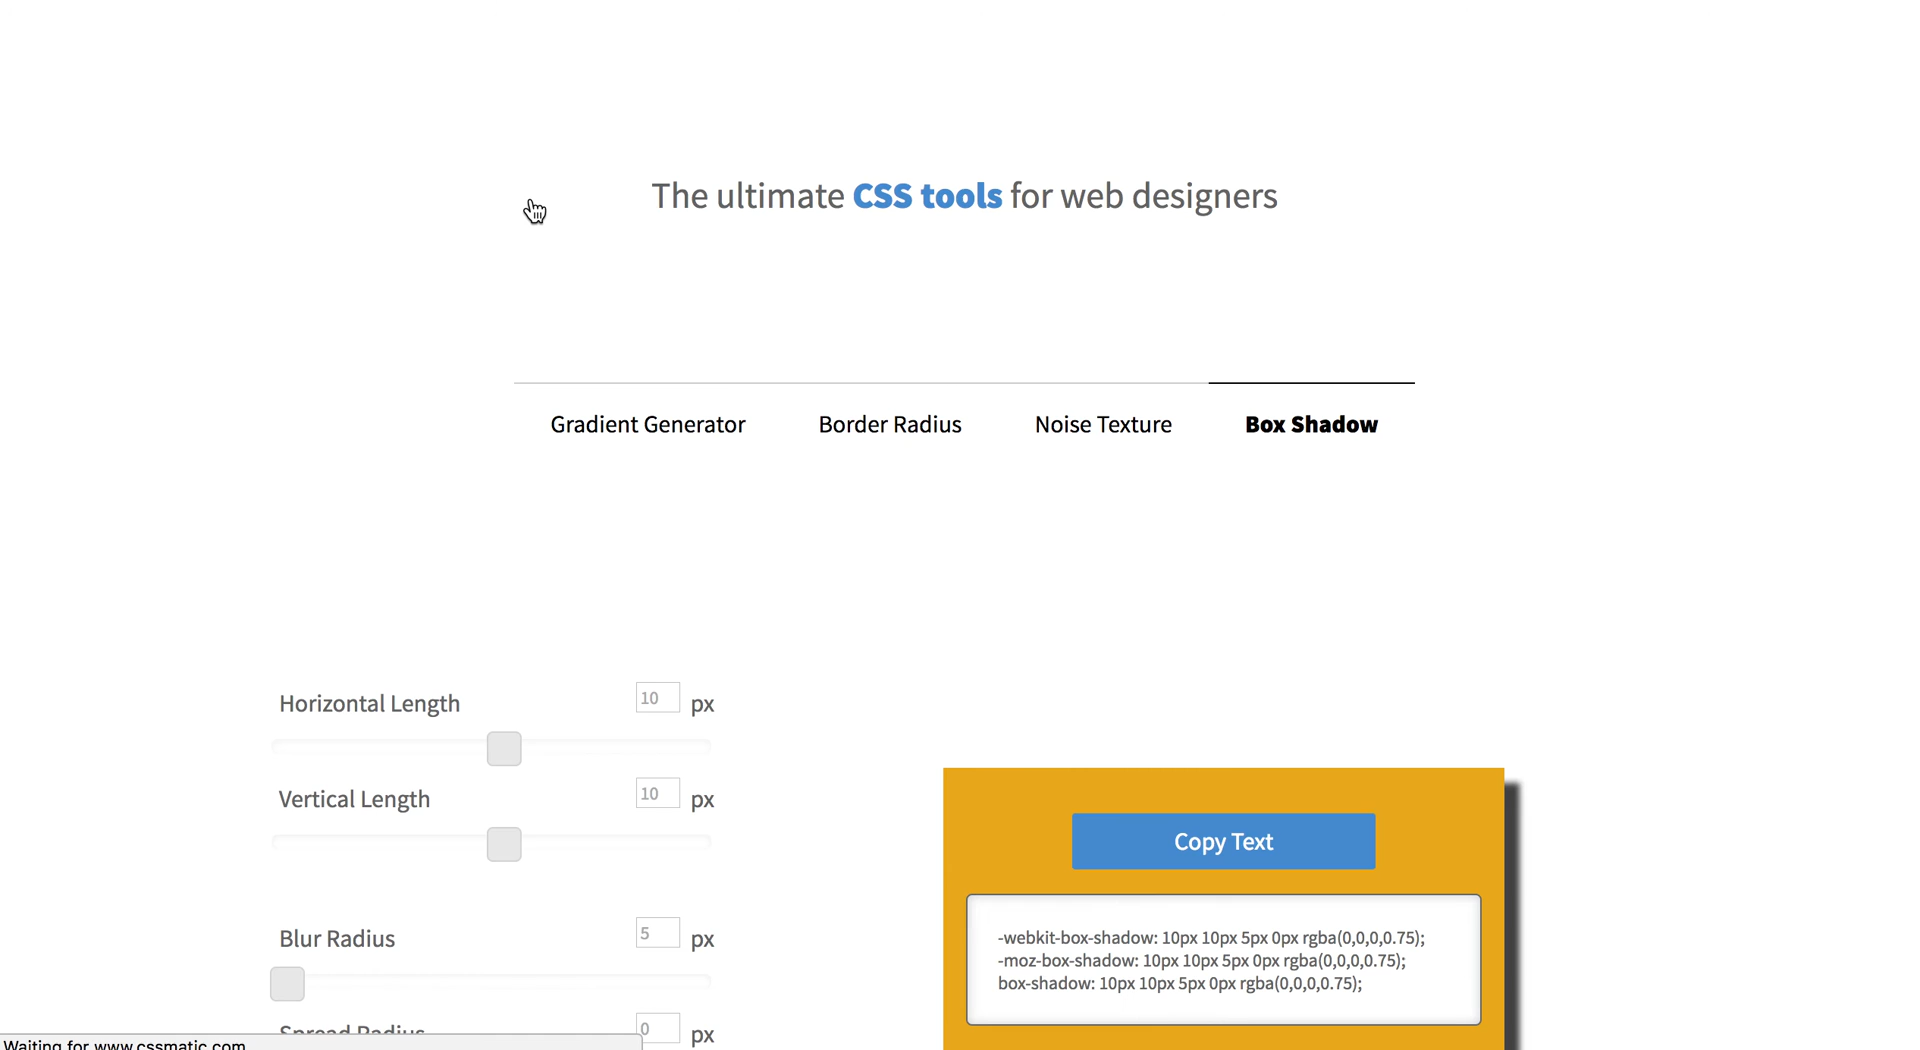 The ultimate CSS tools for web designers
Gradient Generator
Border Radius
Noise Texture
Box Shadow
Horizontal Length
10 px
Vertical Length
10 px
Blur Radius
5 px
Spread Radius
0 px
Copy Text
-webkit-box-shadow: 10px 10px 5px 0px rgba(0,0,0,0.75);
-moz-box-shadow: 10px 10px 5px 0px rgba(0,0,0,0.75);
box-shadow: 10px 10px 5px 0px rgba(0,0,0,0.75);
Waiting for www.cssmatic.com